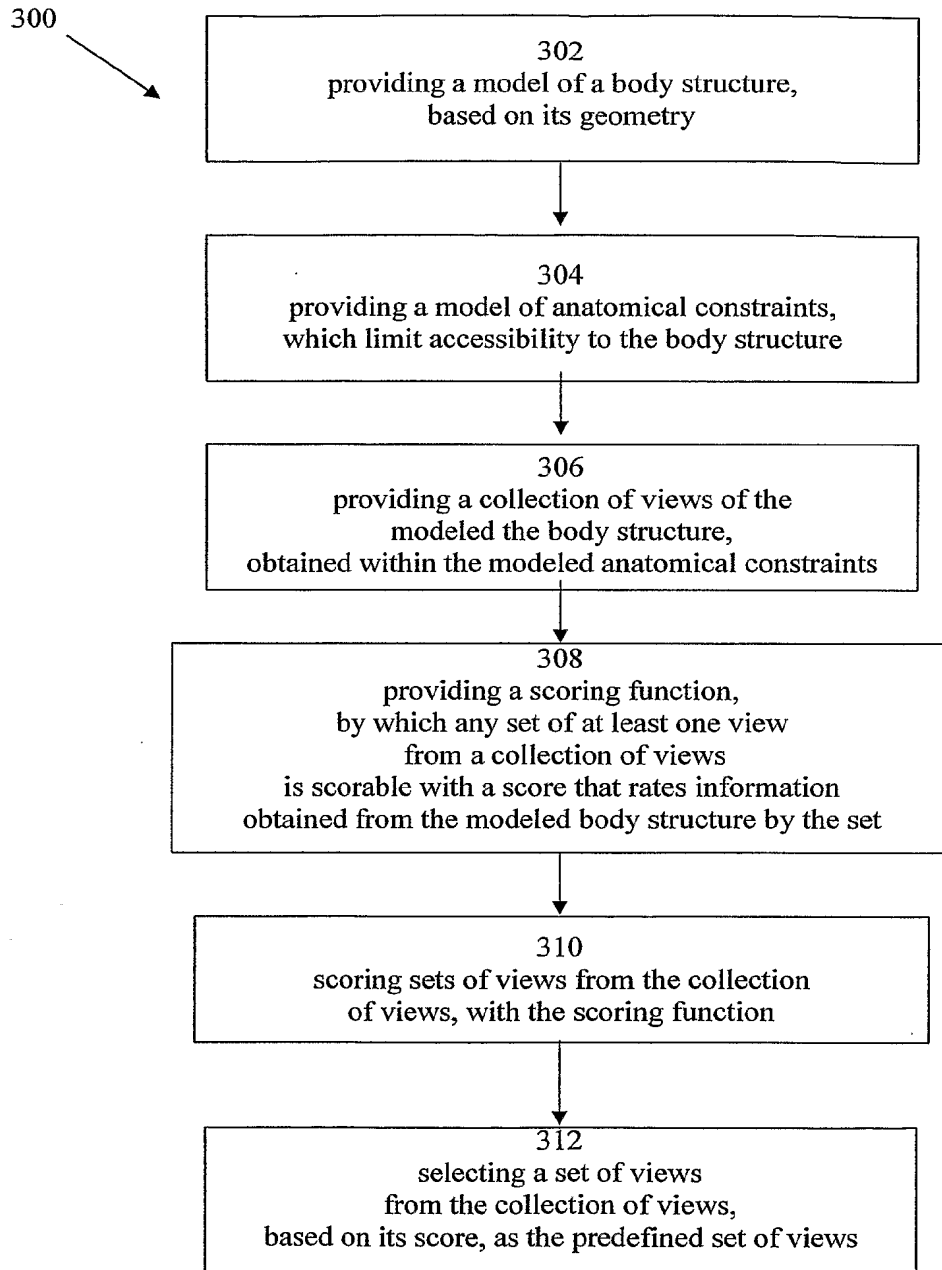 300
302
providing a model of a body structure,
based on its geometry
304
providing a model of anatomical constraints,
which limit accessibility to the body structure
306
providing a collection of views of the
modeled the body structure,
obtained within the modeled anatomical constraints
308
providing a scoring function,
by which any set of at least one view
from a collection of views
is scorable with a score that rates information
obtained from the modeled body structure by the set
310
scoring sets of views from the collection
of views, with the scoring function
312
selecting a set of views
from the collection of views,
based on its score, as the predefined set of views